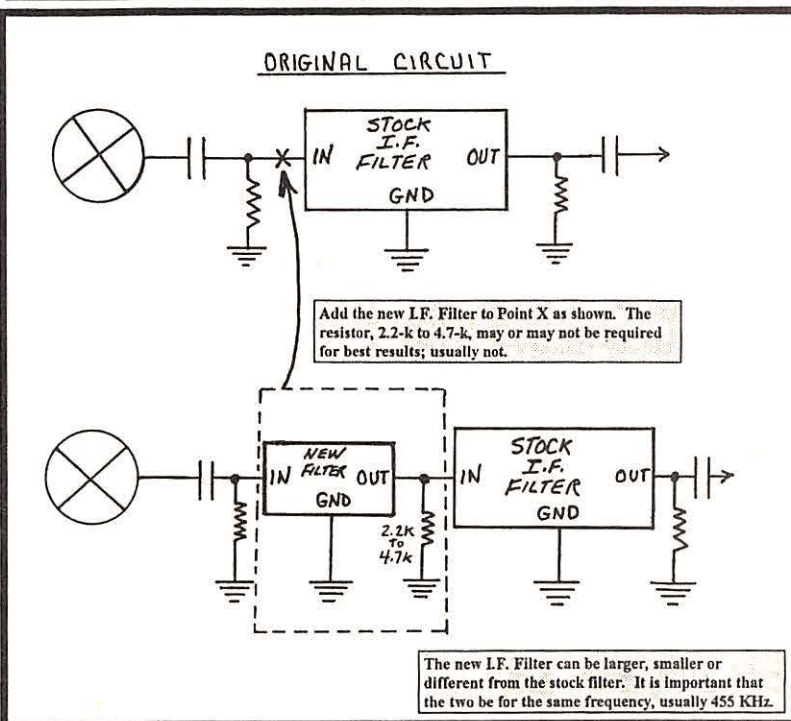 ORIGINAL CIRCUIT
X
IN
STOCK
I.F.
FILTER
OUT
GND
Add the new I.F. Filter to Point X as shown. The
resistor, 2.2-k to 4.7-k, may or may not be required
for best results; usually not.
IN
NEW
FILTER
OUT
GND
2.2K
TO
4.7K
IN
STOCK
I.F.
FILTER
OUT
GND
The new I.F. Filter can be larger, smaller or
different from the stock filter. It is important that
the two be for the same frequency, usually 455 KHz.